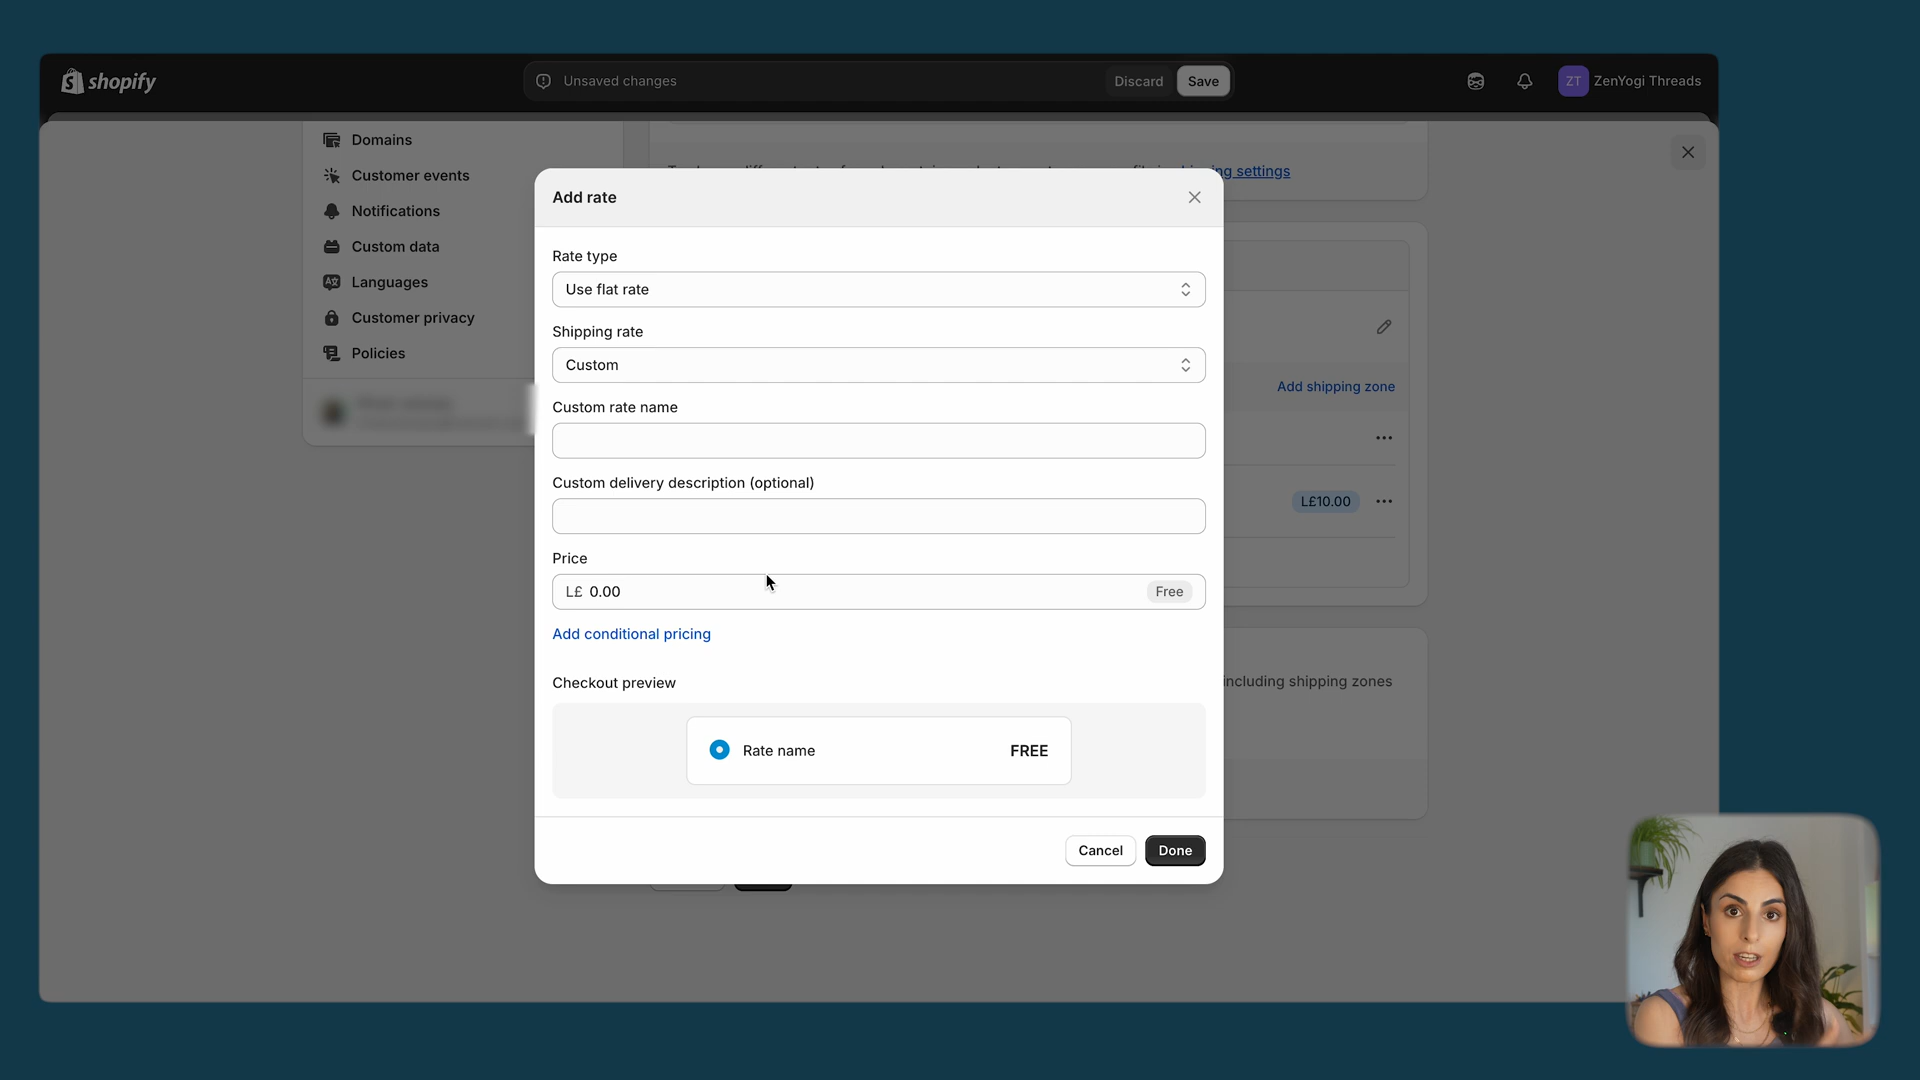 shopify
Unsaved changes
Discard
Save
ZT
ZenYogi Threads
Domains
Customer events
Notifications
Custom data
Languages
Customer privacy
Policies
ng settings
Add shipping zone
L£10.00
including shipping zones
Add rate
Rate type
Use flat rate
Shipping rate
Custom
Custom rate name
Custom delivery description (optional)
Price
L£ 0.00
Free
Add conditional pricing
Checkout preview
Rate name
FREE
Cancel
Done